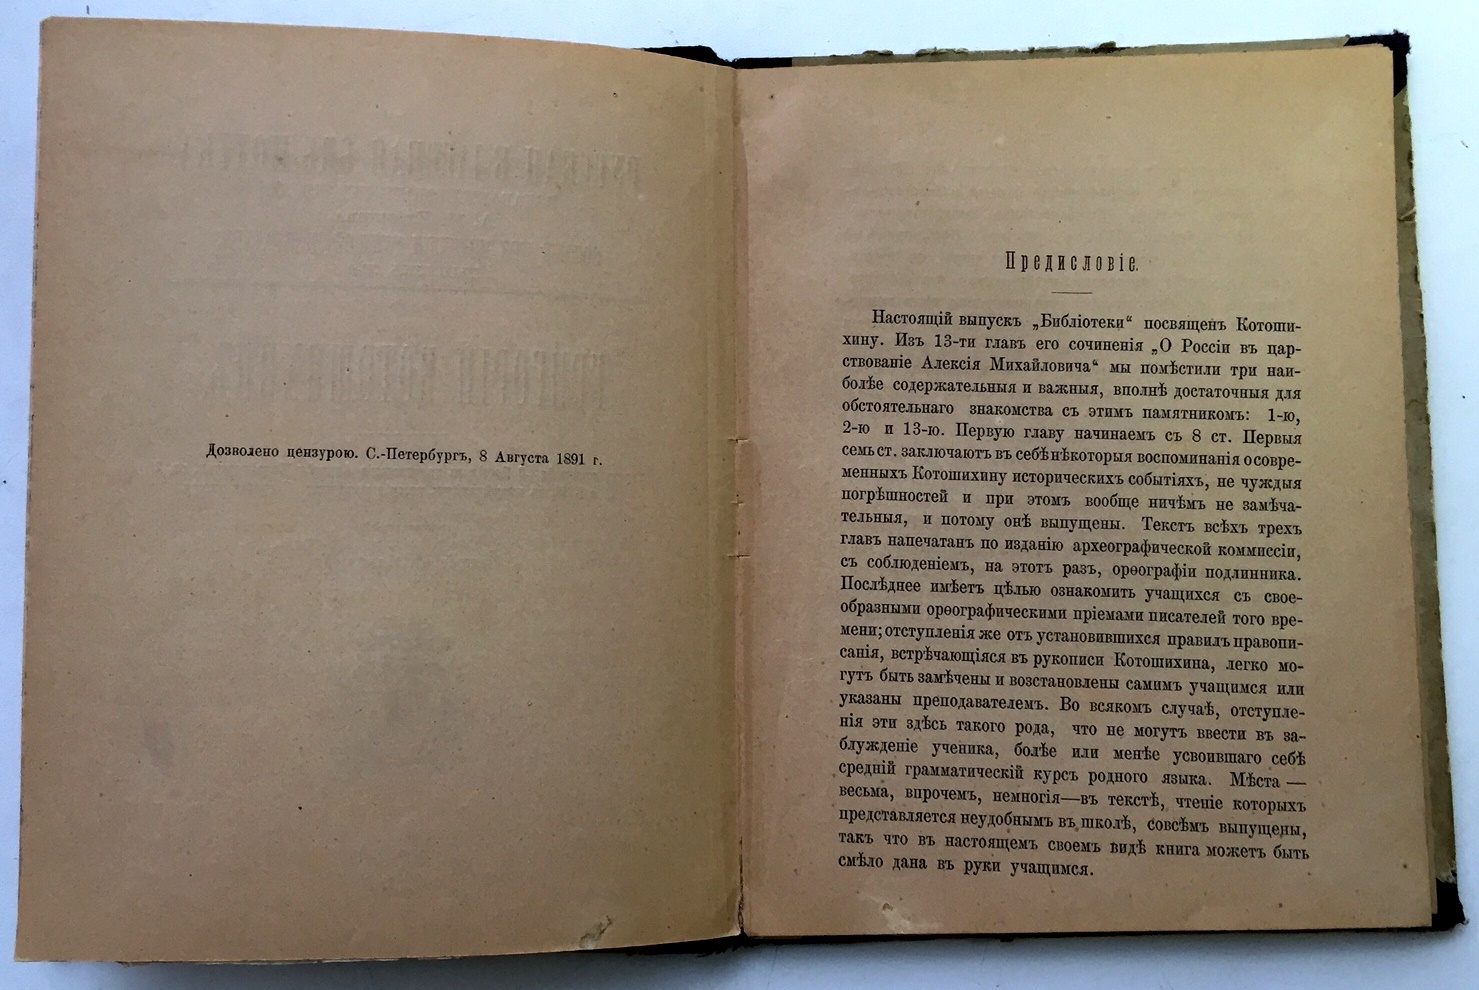 Дозволено цензурою. С.-Петербургъ, 8 Августа 1891 г.
Предисловіе.
Настоящій выпускъ „Библіотеки“ посвященъ Котоши-
хину. Изъ 13-ти главъ его сочиненія „О Россіи въ цар-
ствованіе Алексія Михайловича“ мы помѣстили три наи-
болѣе содержательныя и важныя, вполнѣ достаточныя для
обстоятельнаго знакомства съ этимъ памятникомъ: 1-ю,
2-ю и 13-ю. Первую главу начинаемъ съ 8 ст. Первыя
семь ст. заключаютъ въ себѣ нѣкоторыя воспоминанія о совре-
менныхъ Котошихину историческихъ событіяхъ, не чуждыя
погрѣшностей и при этомъ вообще ничѣмъ не замѣча-
тельныя, и потому онѣ выпущены. Текстъ всѣхъ трехъ
главъ напечатанъ по изданію археографической коммиссіи,
съ соблюденіемъ, на этотъ разъ, орѳографіи подлинника.
Послѣднее имѣетъ цѣлью ознакомить учащихся съ свое-
образными орѳографическими пріемами писателей того вре-
мени; отступленія же отъ установившихся правилъ правопи-
санія, встрѣчающіяся въ рукописи Котошихина, легко мо-
гутъ быть замѣчены и возстановлены самимъ учащимся или
указаны преподавателемъ. Во всякомъ случаѣ, отступле-
нія эти здѣсь такого рода, что не могутъ ввести въ за-
блужденіе ученика, болѣе или менѣе усвоившаго себѣ
средній грамматическій курсъ родного языка. Мѣста —
весьма, впрочемъ, немногія—въ текстѣ, чтеніе которыхъ
представляется неудобнымъ въ школѣ, совсѣмъ выпущены,
такъ что въ настоящемъ своемъ видѣ книга можетъ быть
смѣло дана въ руки учащимся.